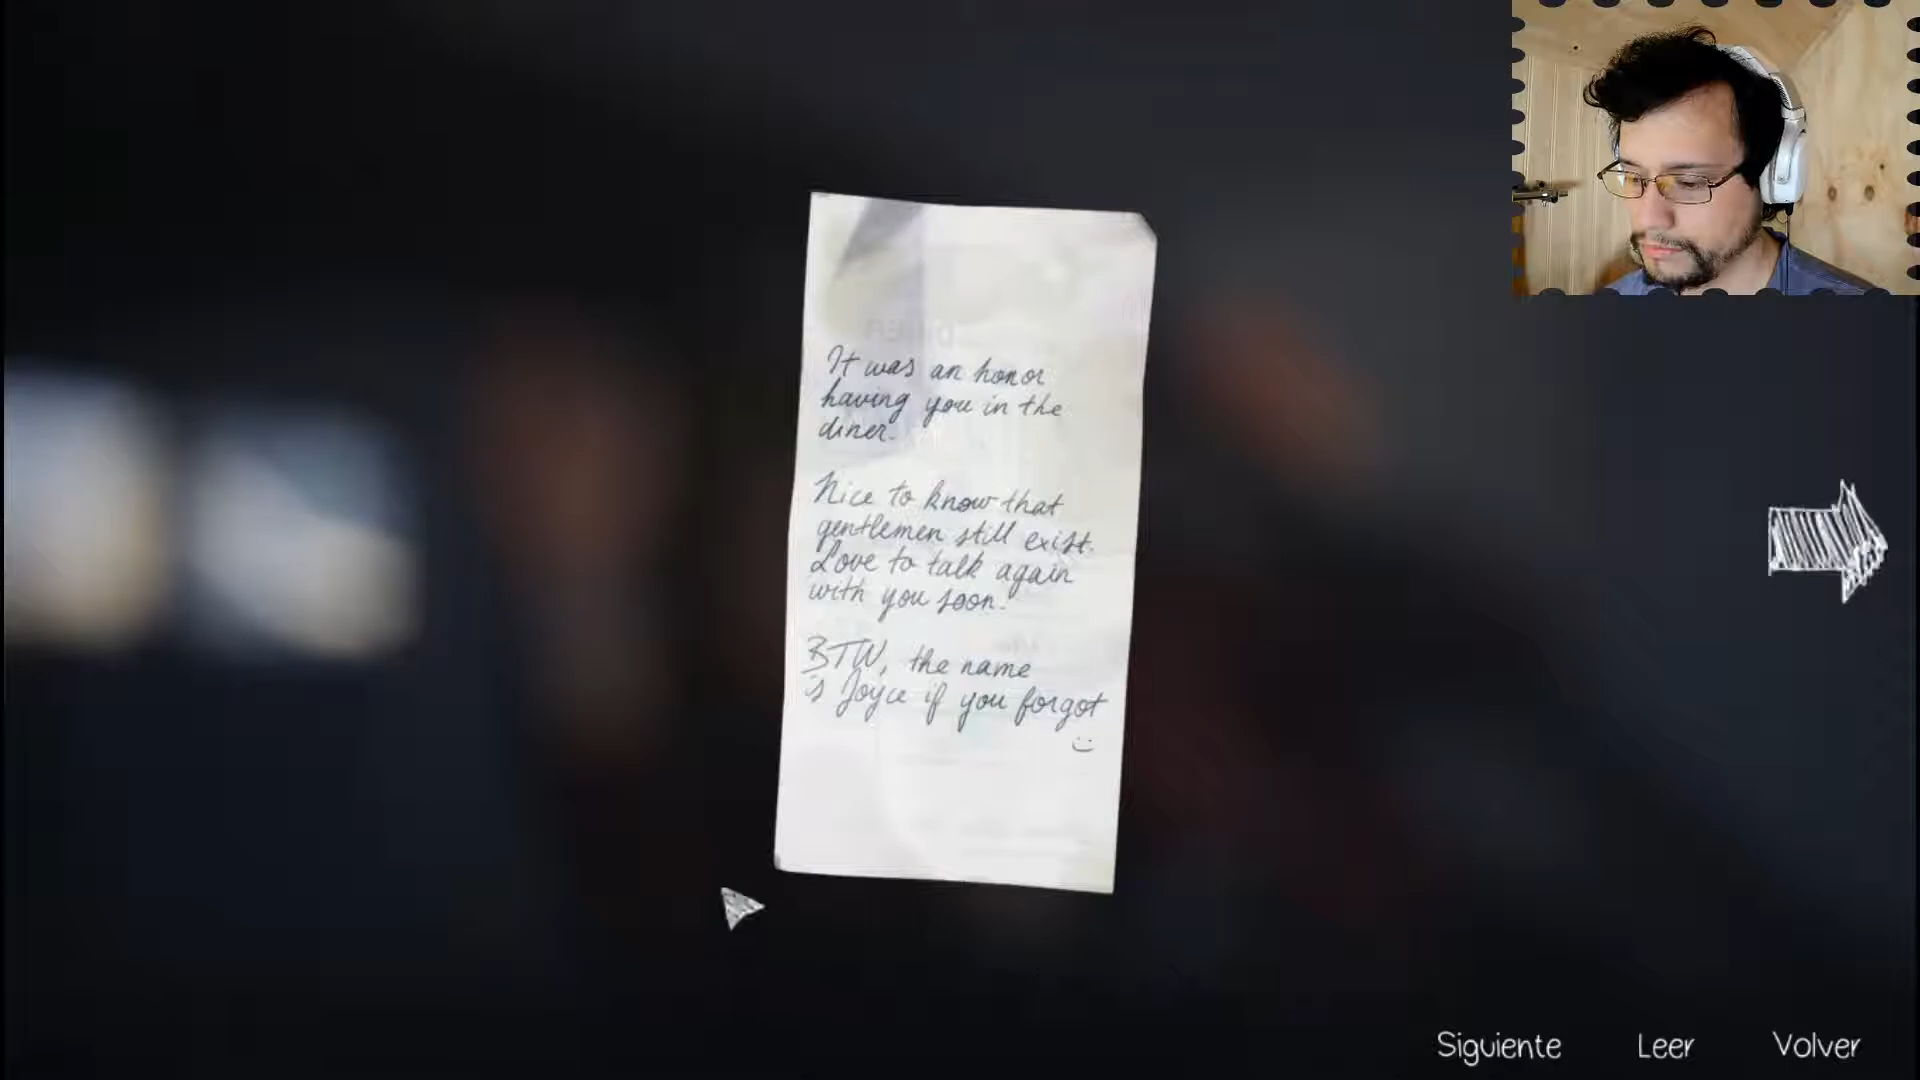 It was an honor
having you in the
diner.
Nice to know that
gentlemen still exist.
Love to talk again
with you soon.
BTW, the name
is Joyce if you forgot
Siguiente
Leer
Volver